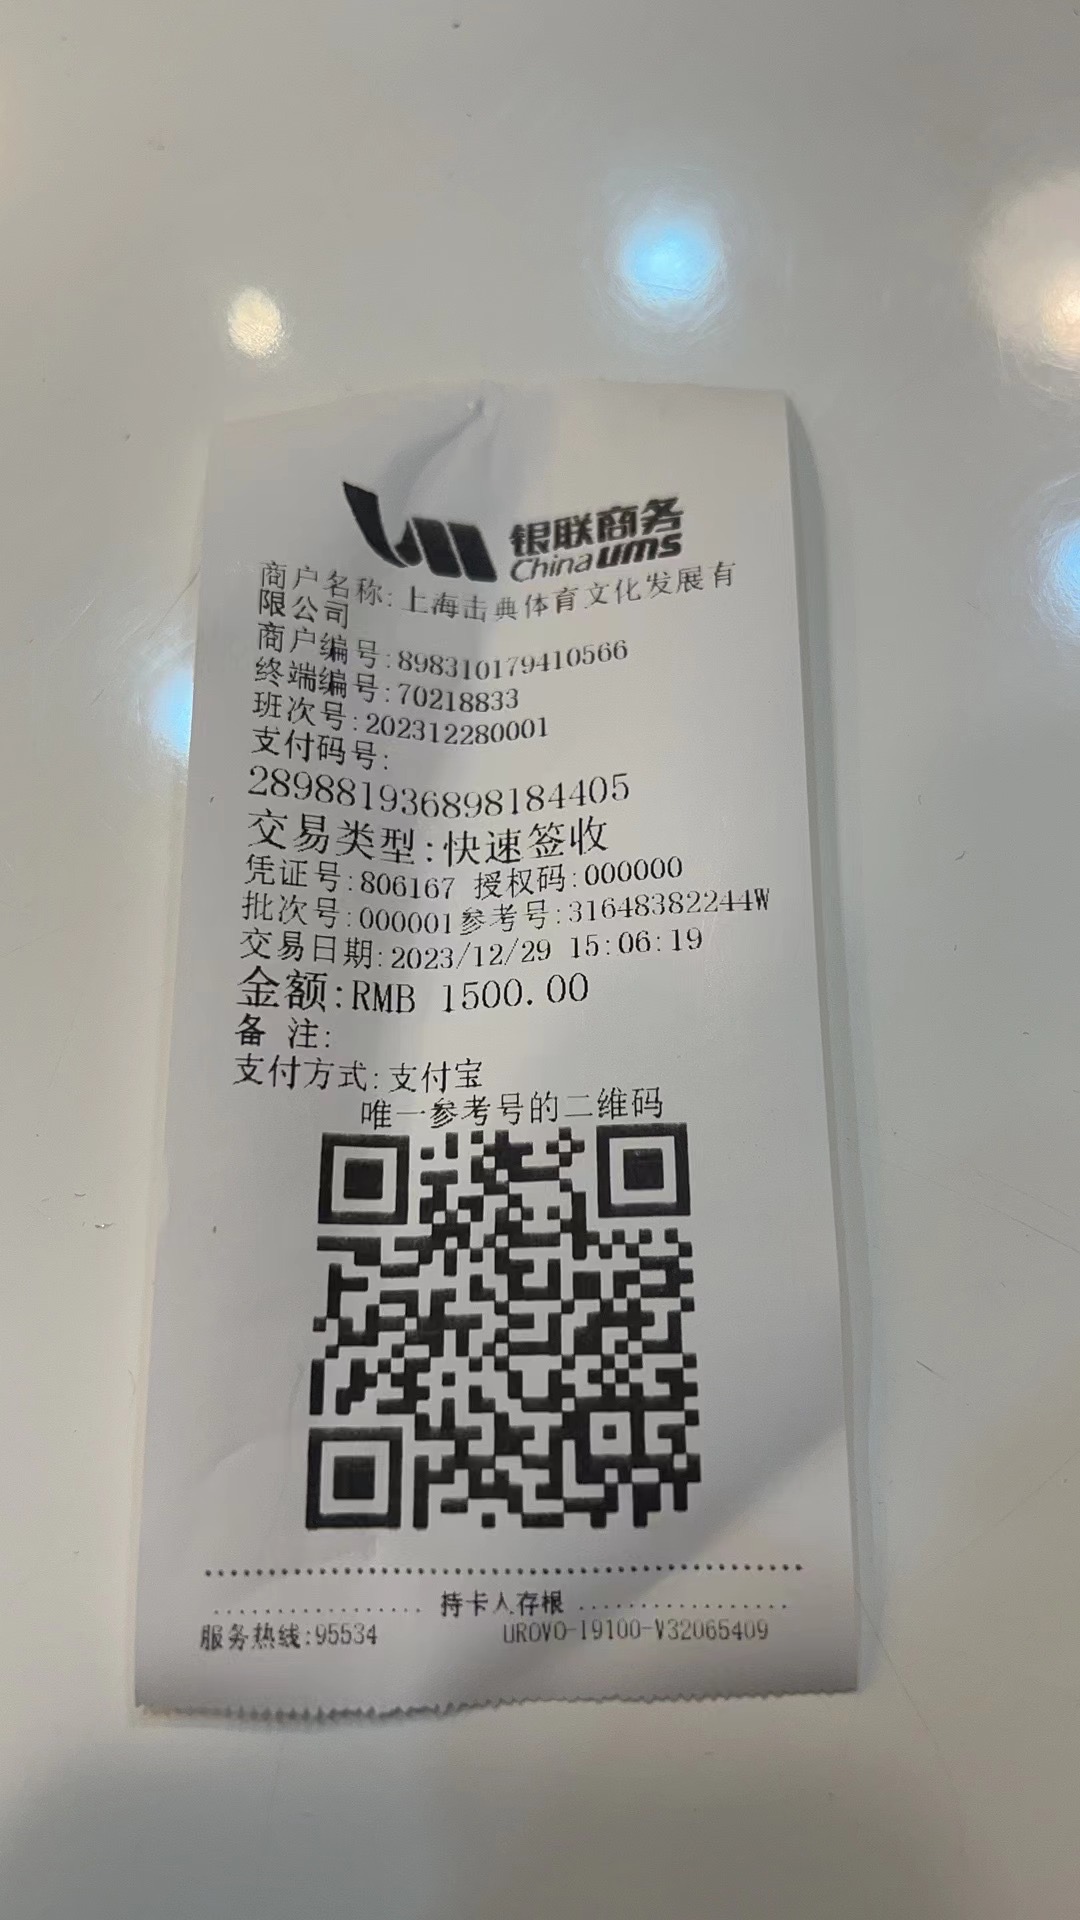 银联商务
China ums
商户名称:上海击典体育文化发展有
限公司
商户编号:898310179410566
终端编号:70218833
班次号:202312280001
支付码号:
289881936898184405
交易类型:快速签收
凭证号:806167 授权码:000000
批次号:000001参考号:31648382244W
交易日期:2023/12/29 15:06:19
金额:RMB 1500.00
备 注:
支付方式:支付宝
唯一参考号的二维码
持卡人存根
服务热线:95534 UROVO-I9100-V32065409